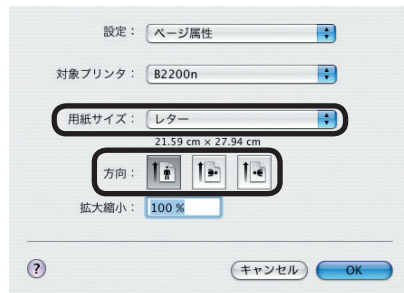 設定： ページ属性
対象プリンタ： B2200n
用紙サイズ： レター
21.59 cm × 27.94 cm
方向：
拡大縮小： 100 %
? キャンセル OK